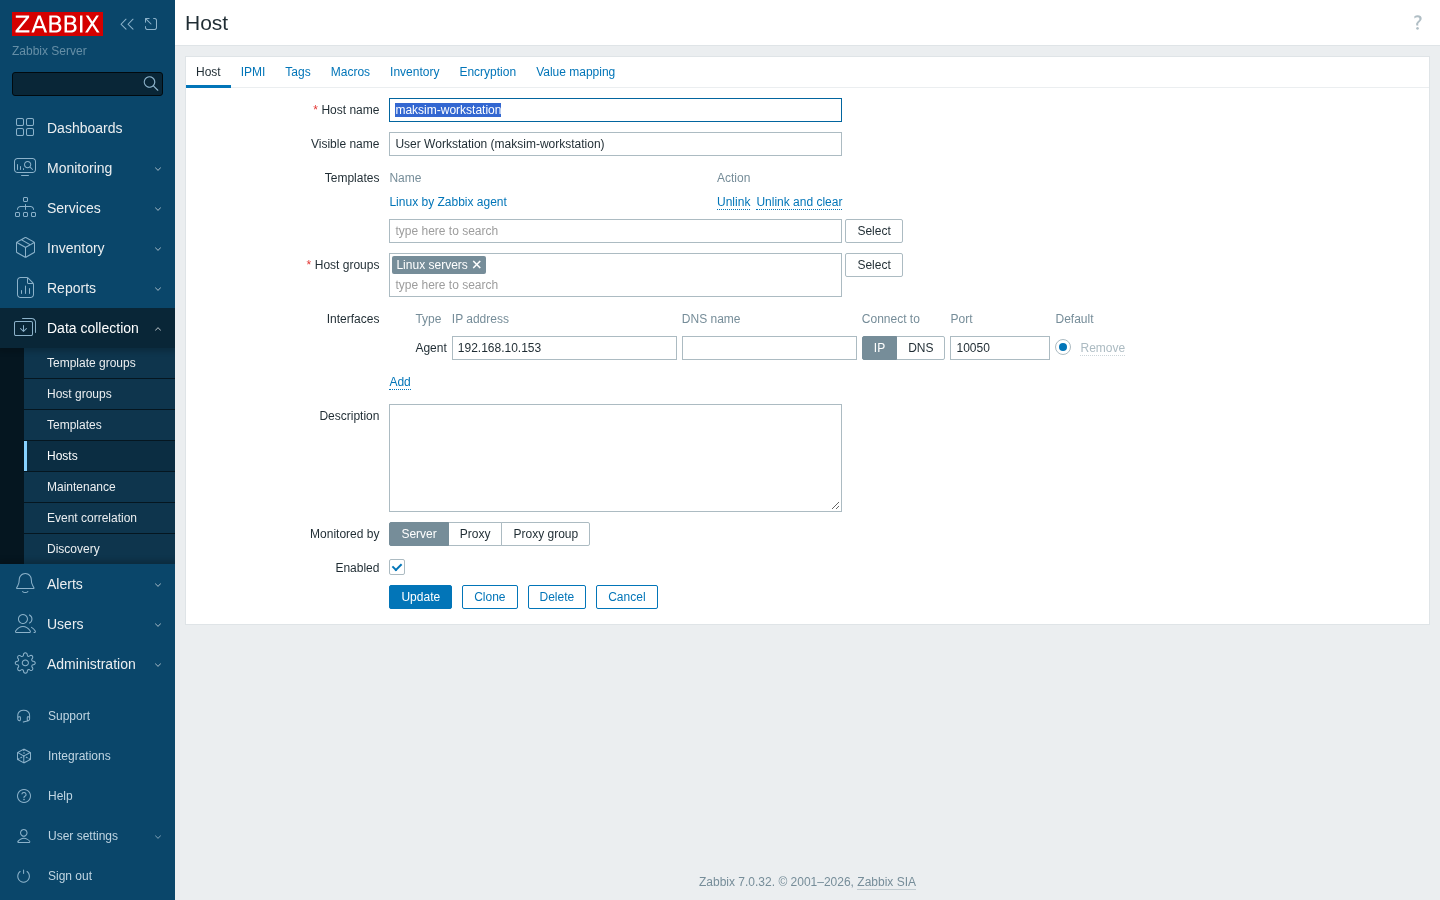 ZABBIX
Zabbix Server
Dashboards
Monitoring
Services
Inventory
Reports
Data collection
Template groups
Host groups
Templates
Hosts
Maintenance
Event correlation
Discovery
Alerts
Users
Administration
Support
Integrations
Help
User settings
Sign out
Host
?
Host IPMI Tags Macros Inventory Encryption Value mapping
* Host name maksim-workstation
Visible name User Workstation (maksim-workstation)
Templates Name Action
Linux by Zabbix agent Unlink Unlink and clear
type here to search Select
* Host groups Linux servers Select
type here to search
Interfaces Type IP address DNS name Connect to Port Default
Agent 192.168.10.153 IP DNS 10050 Remove
Add
Description
Monitored by Server Proxy Proxy group
Enabled
Update Clone Delete Cancel
Zabbix 7.0.32. © 2001–2026, Zabbix SIA